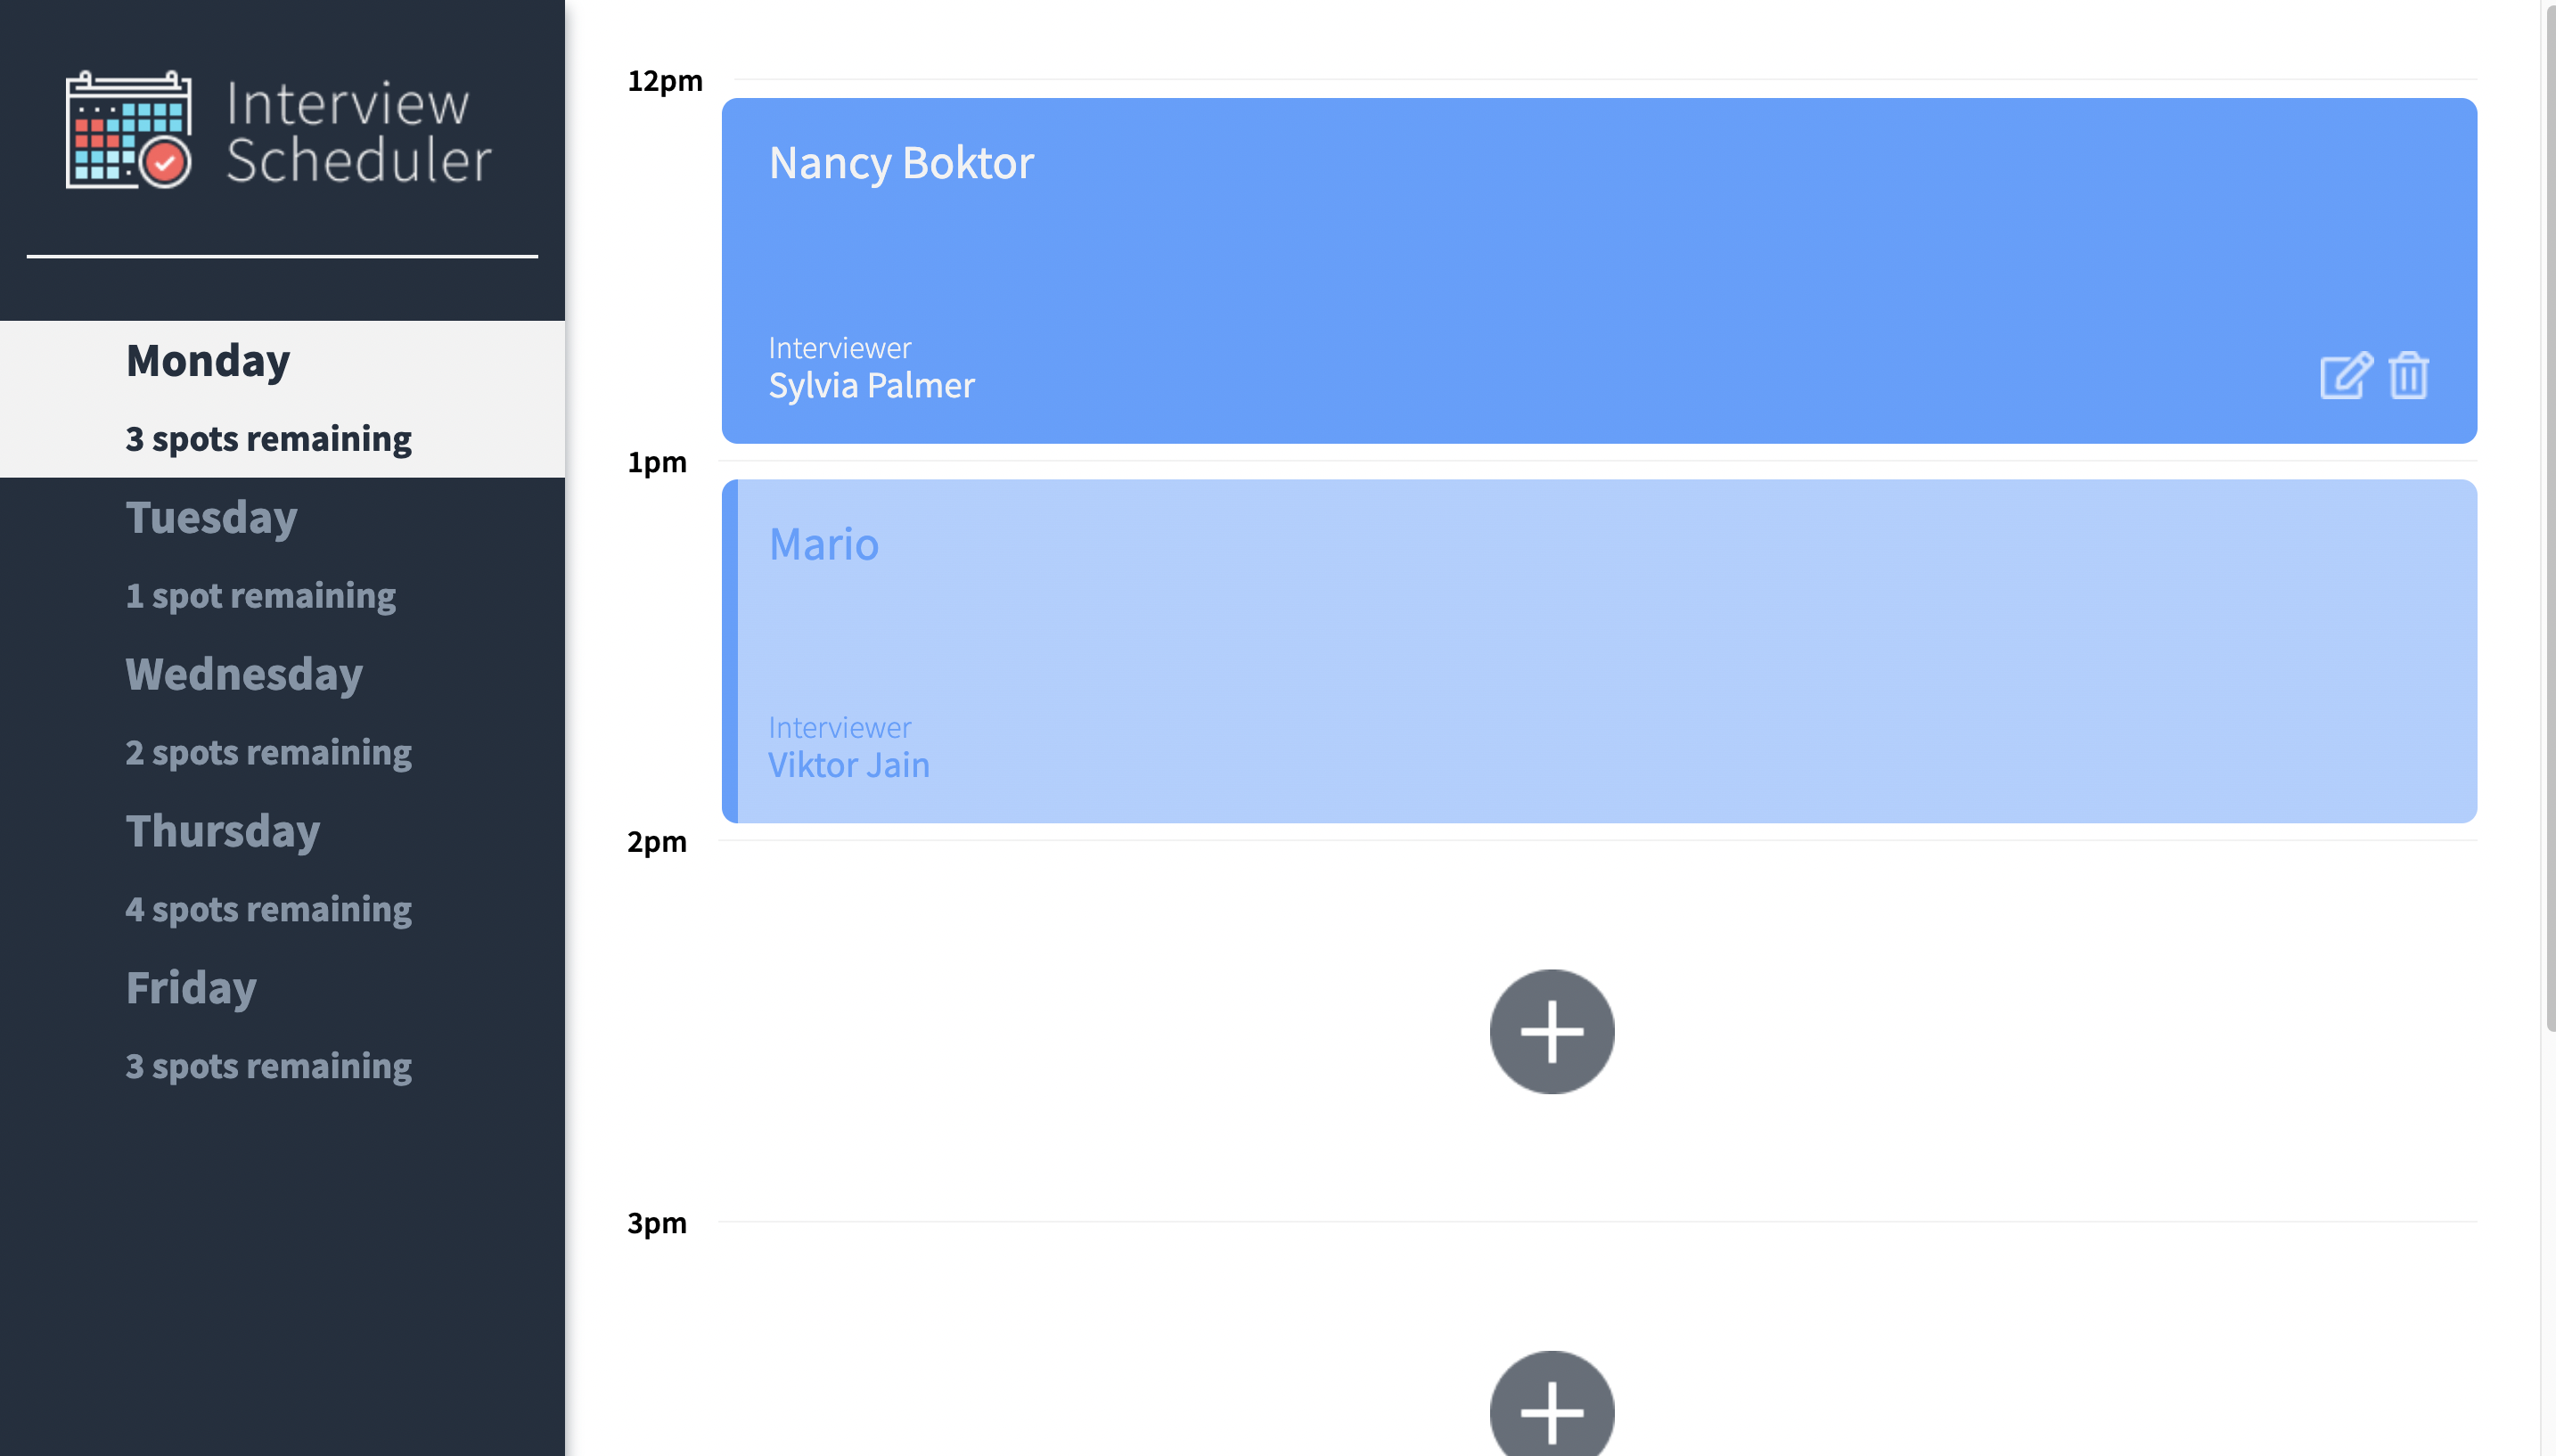 Interview
Scheduler
Monday
3 spots remaining
Tuesday
1 spot remaining
Wednesday
2 spots remaining
Thursday
4 spots remaining
Friday
3 spots remaining
12pm
Nancy Boktor
Interviewer
Sylvia Palmer
1pm
Mario
Interviewer
Viktor Jain
2pm
3pm